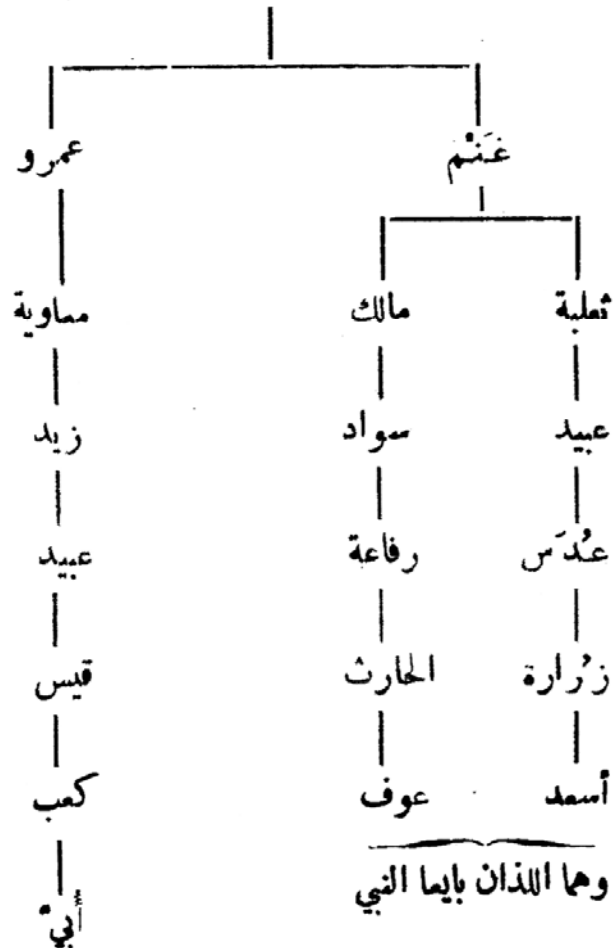 غَنْم عمرو
ثعلبة مالك معاوية
عبيد سواد زيد
عُدَس رفاعة عبيد
زُرارة الحارث قيس
أسعد عوف كعب
وهما اللذان بايعا النبي
أبيّ